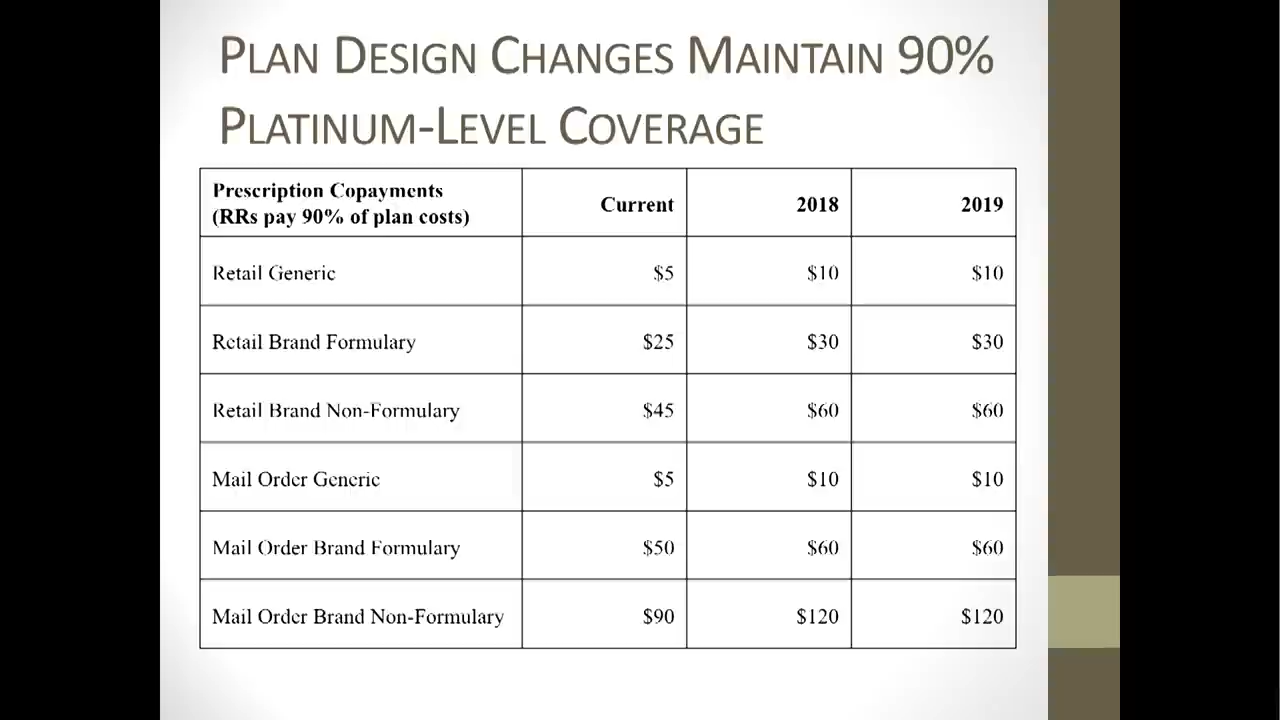 PLAN DESIGN CHANGES MAINTAIN 90%
PLATINUM-LEVEL COVERAGE
Prescription Copayments
(RRs pay 90% of plan costs) Current 2018 2019
Retail Generic $5 $10 $10
Retail Brand Formulary $25 $30 $30
Retail Brand Non-Formulary $45 $60 $60
Mail Order Generic $5 $10 $10
Mail Order Brand Formulary $50 $60 $60
Mail Order Brand Non-Formulary $90 $120 $120